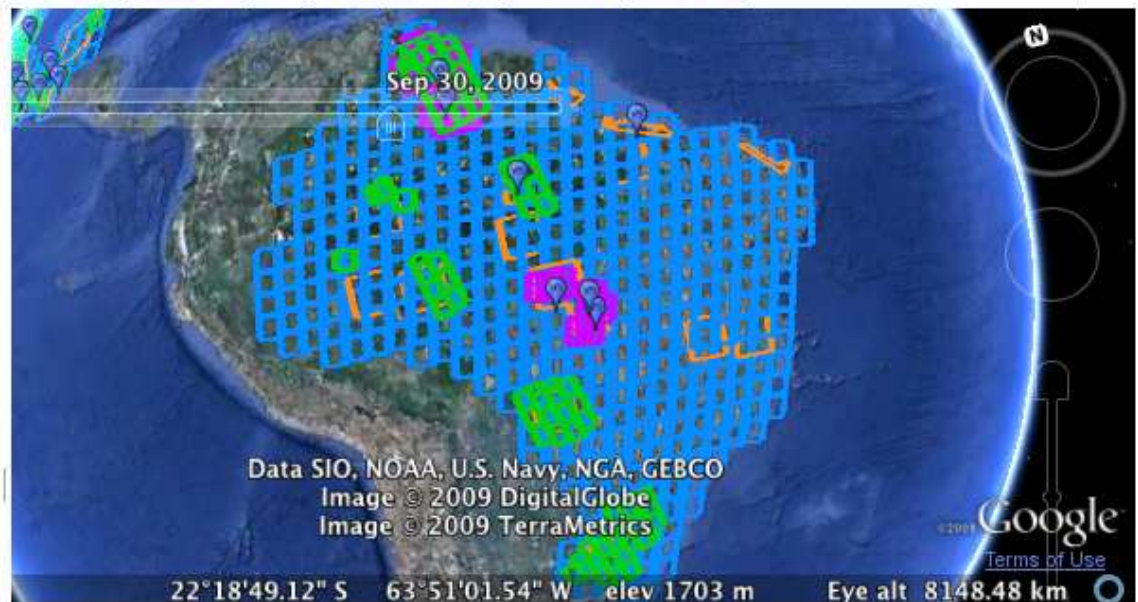 N
Sep 30, 2009
Data SIO, NOAA, U.S. Navy, NGA, GEBCO
Image © 2009 DigitalGlobe
Image © 2009 TerraMetrics
©2009 Google
Terms of Use
22°18'49.12" S 63°51'01.54" W elev 1703 m Eye alt 8148.48 km